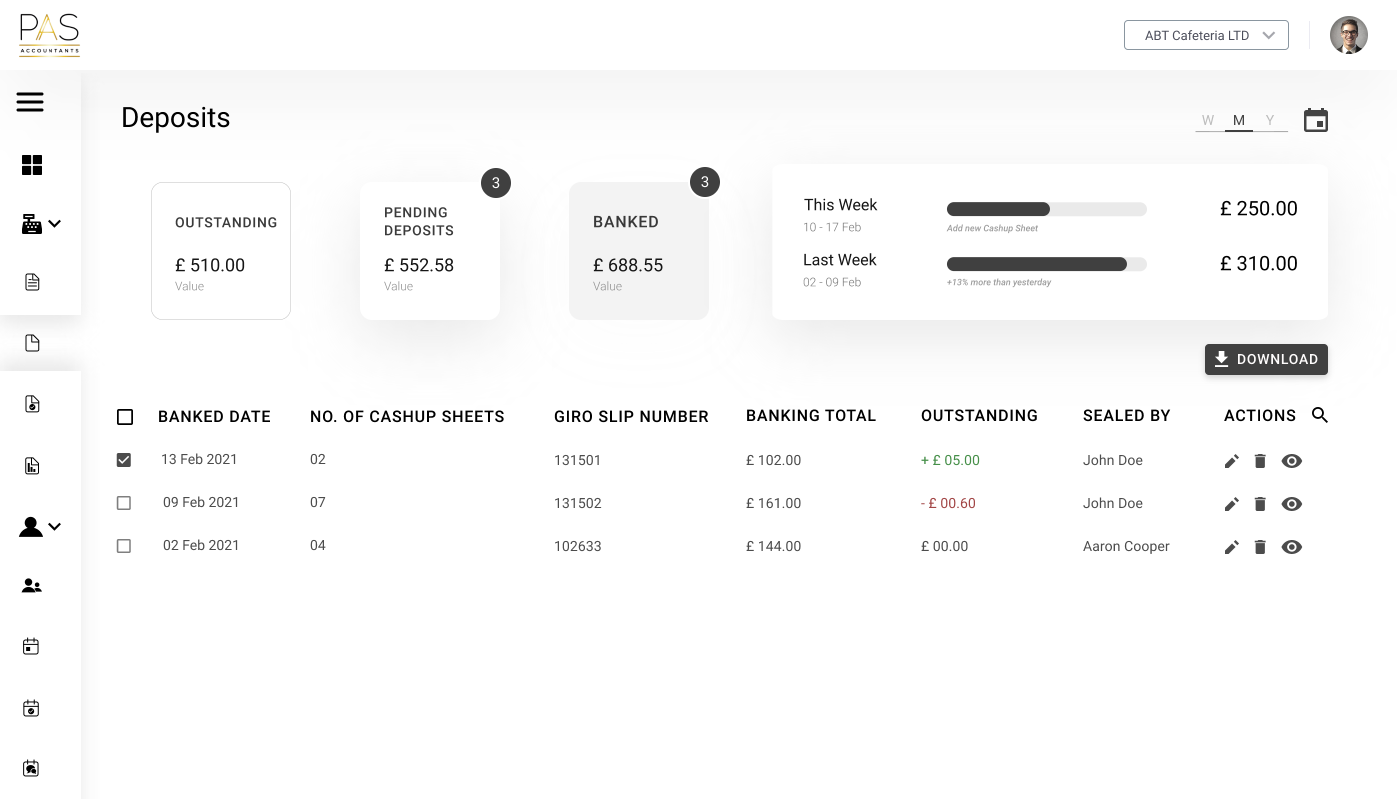 PAS
ACCOUNTANTS
ABT Cafeteria LTD
Deposits
W M Y
OUTSTANDING
£ 510.00
Value
3
PENDING
DEPOSITS
£ 552.58
Value
3
BANKED
£ 688.55
Value
This Week
10 - 17 Feb
Add new Cashup Sheet
£ 250.00
Last Week
02 - 09 Feb
+13% more than yesterday
£ 310.00
DOWNLOAD
BANKED DATE NO. OF CASHUP SHEETS GIRO SLIP NUMBER BANKING TOTAL OUTSTANDING SEALED BY ACTIONS
13 Feb 2021 02 131501 £ 102.00 + £ 05.00 John Doe
09 Feb 2021 07 131502 £ 161.00 - £ 00.60 John Doe
02 Feb 2021 04 102633 £ 144.00 £ 00.00 Aaron Cooper